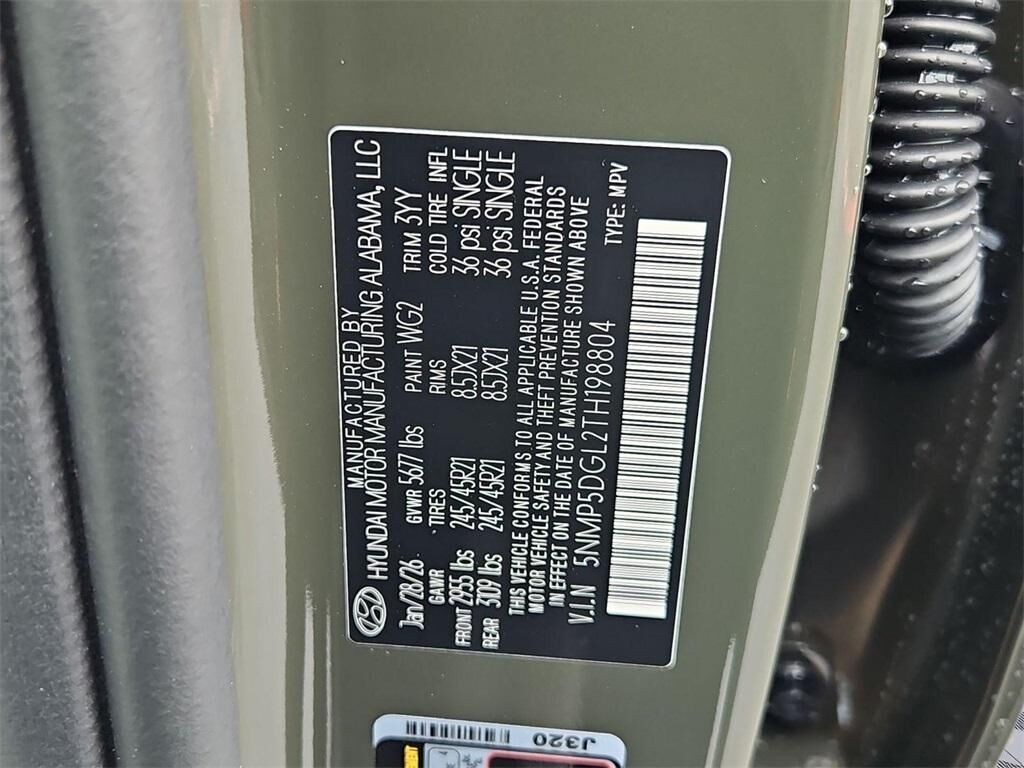 MANUFACTURED BY
HYUNDAI MOTOR MANUFACTURING ALABAMA, LLC
Jan/28/26 GVWR 5677 lbs PAINT WG2 TRIM 3YY
GAWR TIRES RIMS COLD TIRE INFL
FRONT 2955 lbs 245/45R21 8.5JX21 36 psi SINGLE
REAR 3109 lbs 245/45R21 8.5JX21 36 psi SINGLE
THIS VEHICLE CONFORMS TO ALL APPLICABLE U.S.A. FEDERAL
MOTOR VEHICLE SAFETY AND THEFT PREVENTION STANDARDS
IN EFFECT ON THE DATE OF MANUFACTURE SHOWN ABOVE
V.I.N 5NMP5DGL2TH198804 TYPE: MPV
J320